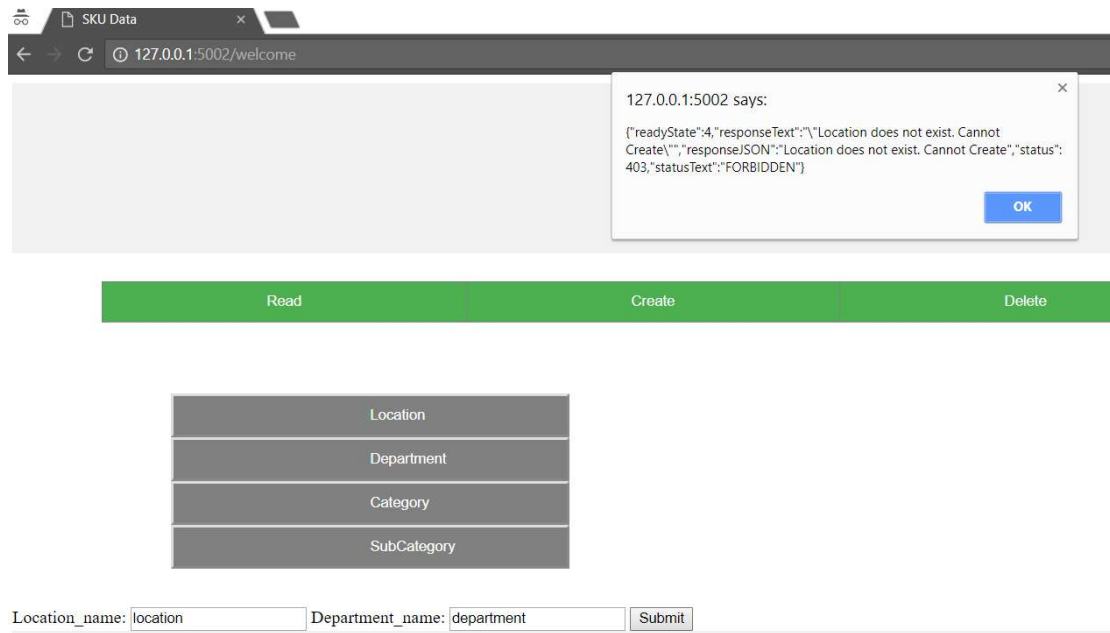 SKU Data
127.0.0.1:5002/welcome
127.0.0.1:5002 says:
{"readyState":4,"responseText":"\"Location does not exist. Cannot
Create\"","responseJSON":"Location does not exist. Cannot Create","status":
403,"statusText":"FORBIDDEN"}
OK
Read Create Delete
Location
Department
Category
SubCategory
Location_name: location Department_name: department Submit